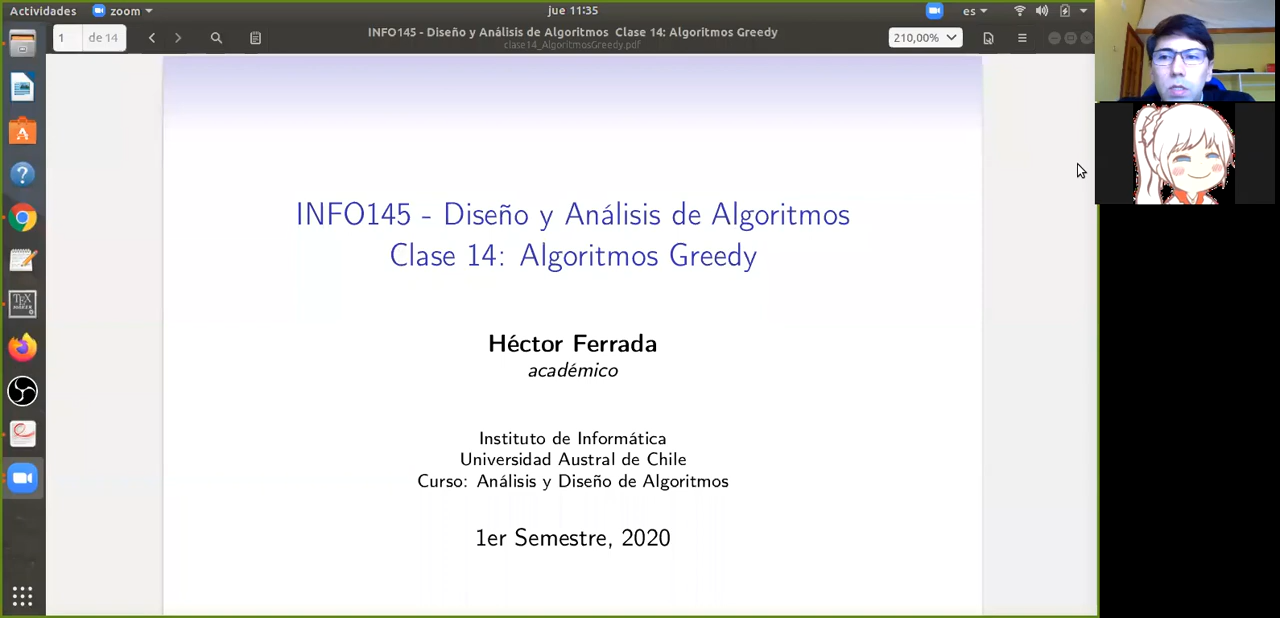 Actividades zoom jue 11:35 es
1 de 14 INFO145 - Diseño y Análisis de Algoritmos Clase 14: Algoritmos Greedy 210,00%
clase14_AlgoritmosGreedy.pdf
INFO145 - Diseño y Análisis de Algoritmos
Clase 14: Algoritmos Greedy
Héctor Ferrada
académico
Instituto de Informática
Universidad Austral de Chile
Curso: Análisis y Diseño de Algoritmos
1er Semestre, 2020